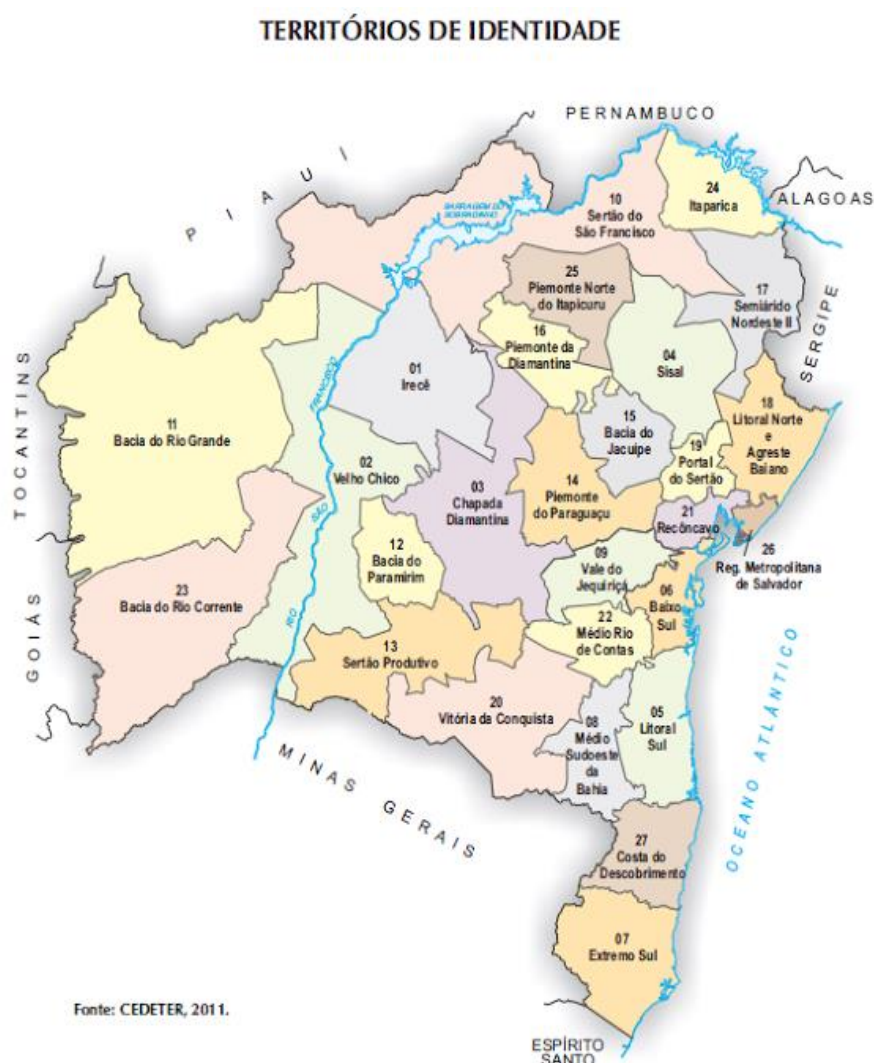 TERRITÓRIOS DE IDENTIDADE
PERNAMBUCO
PIAUÍ
ALAGOAS
SERGIPE
TOCANTINS
GOIÁS
MINAS GERAIS
ESPÍRITO
SANTO
OCEANO ATLÂNTICO
BARRAGEM DE
SOBRADINHO
RIO SÃO FRANCISCO
24
Itaparica
10
Sertão do
São Francisco
25
Piemonte Norte
do Itapicuru
17
Semiárido
Nordeste II
16
Piemonte da
Diamantina
04
Sisal
01
Irecê
11
Bacia do Rio Grande
15
Bacia do
Jacuipe
18
Litoral Norte
e
Agreste
Baiano
19
Portal
do Sertão
02
Velho Chico
03
Chapada
Diamantina
14
Piemonte
do Paraguaçu
21
Recôncavo
26
Reg. Metropolitana
de Salvador
12
Bacia do
Paramirim
09
Vale do
Jequiriçá
06
Baixo
Sul
23
Bacia do Rio Corrente
22
Médio Rio
de Contas
13
Sertão Produtivo
20
Vitória da Conquista
08
Médio
Sudoeste
da
Bahia
05
Litoral
Sul
27
Costa do
Descobrimento
07
Extremo Sul
Fonte: CEDETER, 2011.